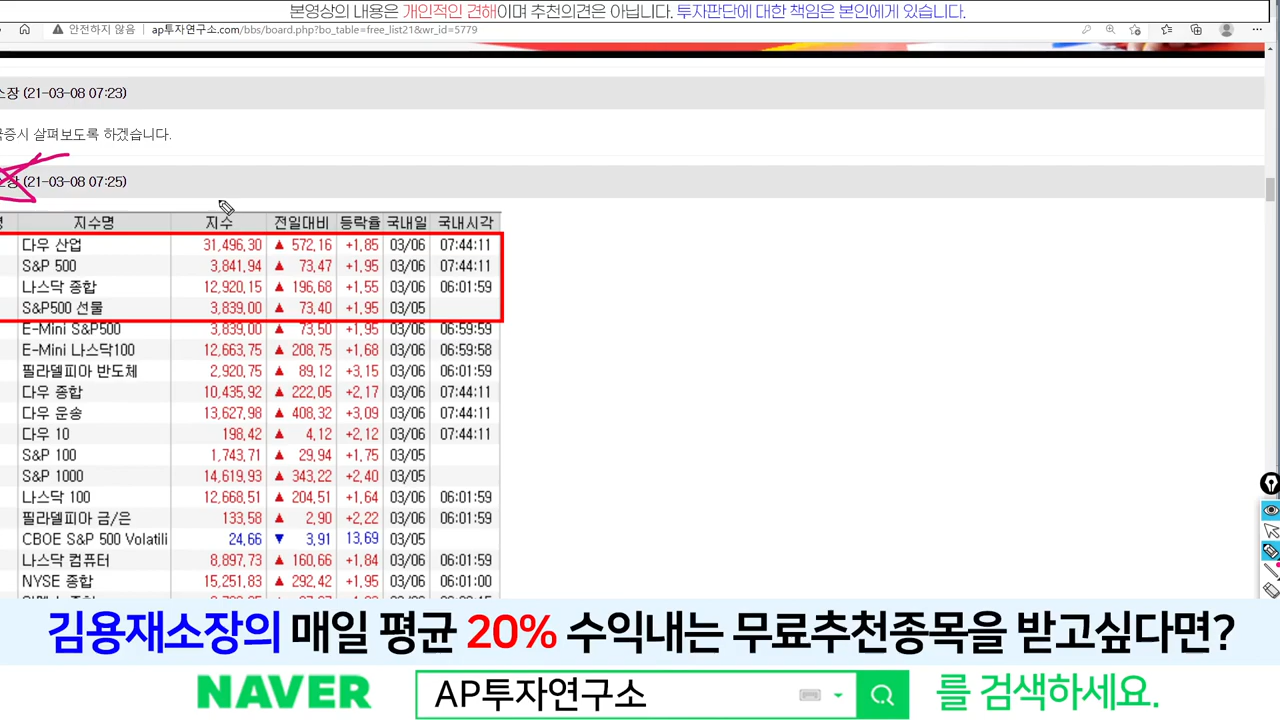 본영상의 내용은 개인적인 견해이며 추천의견은 아닙니다. 투자판단에 대한 책임은 본인에게 있습니다.
안전하지 않음 ap투자연구소.com/bbs/board.php?bo_table=free_list21&wr_id=5779
(21-03-08 07:23)
살펴보도록 하겠습니다.
(21-03-08 07:25)
지수명 지수 전일대비 등락율 국내일 국내시각
다우 산업 31,496,30 ▲ 572,16 +1,85 03/06 07:44:11
S&P 500 3,841,94 ▲ 73,47 +1,95 03/06 07:44:11
나스닥 종합 12,920,15 ▲ 196,68 +1,55 03/06 06:01:59
S&P500 선물 3,839,00 ▲ 73,40 +1,95 03/05
E-Mini S&P500 3,839,00 ▲ 73,50 +1,95 03/06 06:59:59
E-Mini 나스닥100 12,663,75 ▲ 208,75 +1,68 03/06 06:59:58
필라델피아 반도체 2,920,75 ▲ 89,12 +3,15 03/06 06:01:59
다우 종합 10,435,92 ▲ 222,05 +2,17 03/06 07:44:11
다우 운송 13,627,98 ▲ 408,32 +3,09 03/06 07:44:11
다우 10 198,42 ▲ 4,12 +2,12 03/06 07:44:11
S&P 100 1,743,71 ▲ 29,94 +1,75 03/05
S&P 1000 14,619,93 ▲ 343,22 +2,40 03/05
나스닥 100 12,668,51 ▲ 204,51 +1,64 03/06 06:01:59
필라델피아 금/은 133,58 ▲ 2,90 +2,22 03/06 06:01:59
CBOE S&P 500 Volatili 24,66 ▼ 3,91 13,69 03/05
나스닥 컴퓨터 8,897,73 ▲ 160,66 +1,84 03/06 06:01:59
NYSE 종합 15,251,83 ▲ 292,42 +1,95 03/06 06:01:00
김용재소장의 매일 평균 20% 수익내는 무료추천종목을 받고싶다면?
NAVER AP투자연구소 를 검색하세요.